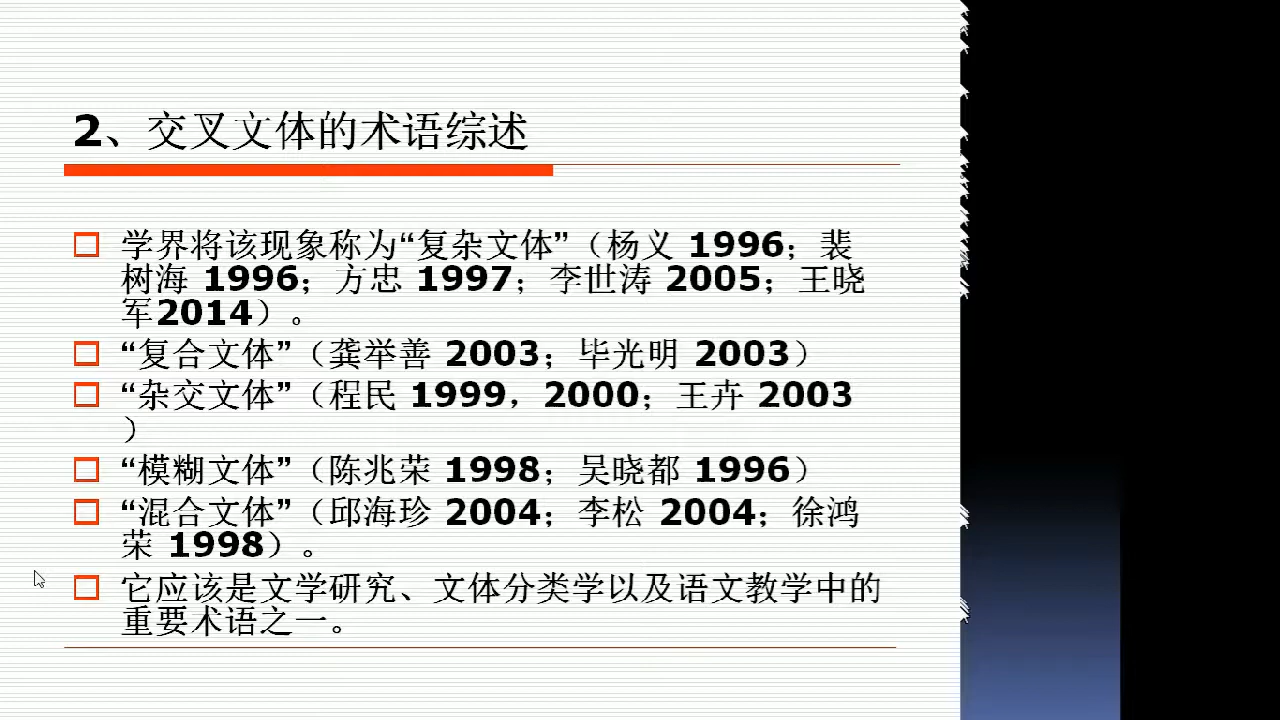 2、交叉文体的术语综述
学界将该现象称为“复杂文体”（杨义 1996；裴
树海 1996；方忠 1997；李世涛 2005；王晓
军2014）。
“复合文体”（龚举善 2003；毕光明 2003）
“杂交文体”（程民 1999，2000；王卉 2003
）
“模糊文体”（陈兆荣 1998；吴晓都 1996）
“混合文体”（邱海珍 2004；李松 2004；徐鸿
荣 1998）。
它应该是文学研究、文体分类学以及语文教学中的
重要术语之一。